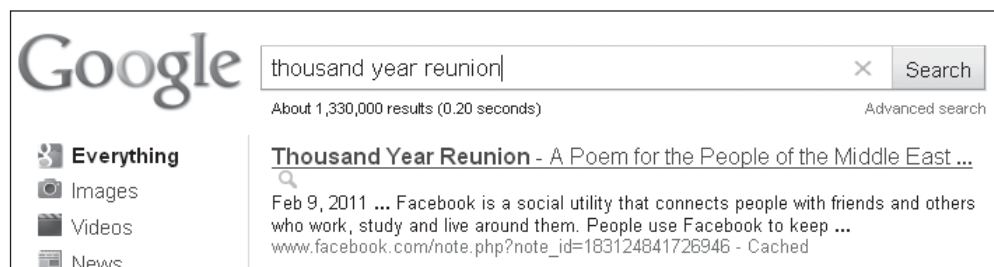 Google
thousand year reunion
Search
About 1,330,000 results (0.20 seconds)
Advanced search
Everything
Images
Videos
News
Thousand Year Reunion - A Poem for the People of the Middle East ...
Feb 9, 2011 ... Facebook is a social utility that connects people with friends and others
who work, study and live around them. People use Facebook to keep ...
www.facebook.com/note.php?note_id=183124841726946 - Cached